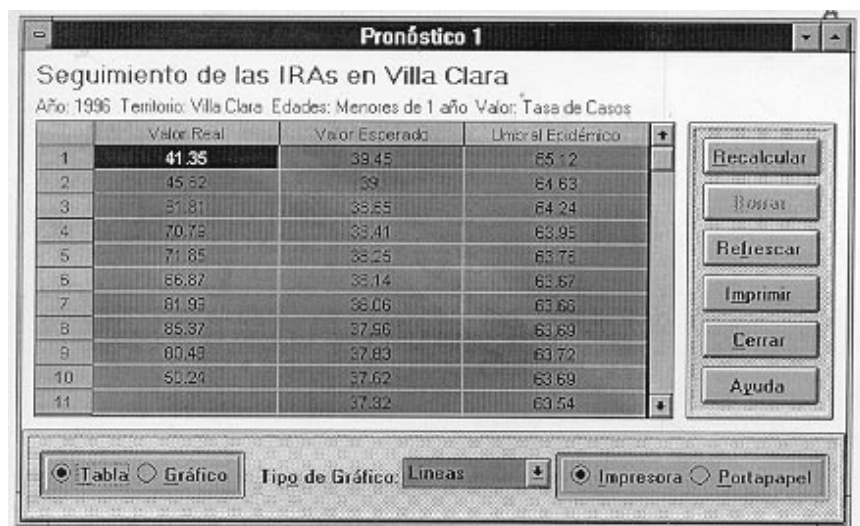 Pronóstico 1
Seguimiento de las IRAs en Villa Clara
Año: 1996 Territorio: Villa Clara Edades: Menores de 1 año Valor: Tasa de Casos
Valor Real Valor Esperado Umbral Epidémico
1 41.35 39.45 65.12
2 45.62 39 64.63
3 38.65 64.24
4 70.79 38.41 63.95
5 71.85 38.25 63.76
6 66.87 38.14 63.67
7 81.93 38.06 63.66
8 85.37 37.96 63.69
9 37.83 63.72
10 37.62 63.69
11 37.32 63.54
Recalcular
Borrar
Refrescar
Imprimir
Cerrar
Ayuda
Tabla Gráfico Tipo de Gráfico: Lineas Impresora Portapapel